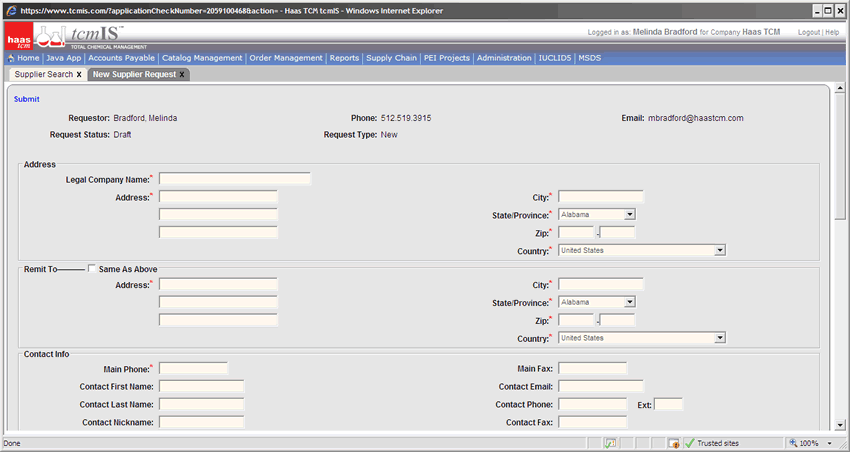 https://www.tcmis.com/?applicationCheckNumber=2059100468&action= - Haas TCM tcmIS - Windows Internet Explorer
haas tcm tcmIS™ TOTAL CHEMICAL MANAGEMENT
Logged in as: Melinda Bradford for Company Haas TCM Logout | Help
Home | Java App | Accounts Payable | Catalog Management | Order Management | Reports | Supply Chain | PEI Projects | Administration | IUCLID5 | MSDS
Supplier Search x New Supplier Request x
Submit
Requestor: Bradford, Melinda Phone: 512.519.3915 Email: mbradford@haastcm.com
Request Status: Draft Request Type: New
Address
Legal Company Name:*
Address:* City:*
State/Province:* Alabama
Zip:* -
Country:* United States
Remit To Same As Above
Address:* City:*
State/Province:* Alabama
Zip:* -
Country:* United States
Contact Info
Main Phone:* Main Fax:
Contact First Name: Contact Email:
Contact Last Name: Contact Phone: Ext:
Contact Nickname: Contact Fax:
Done Trusted sites 100%